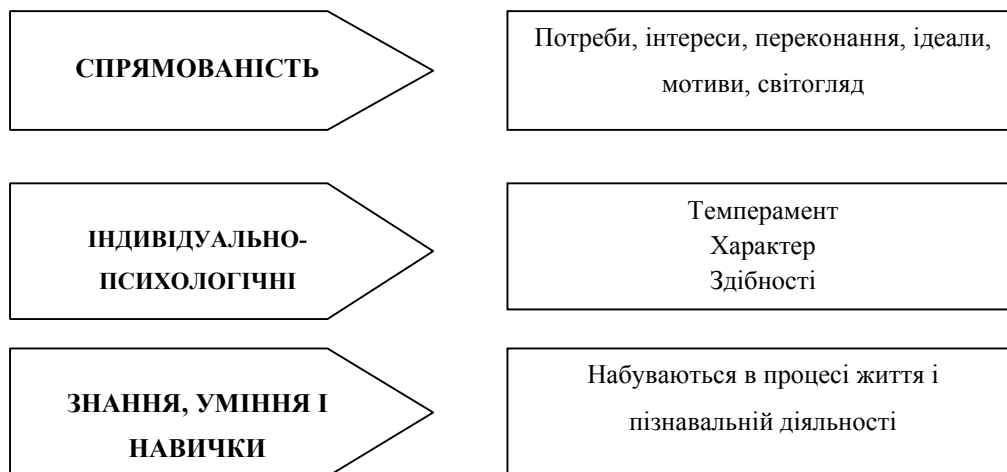 СПРЯМОВАНІСТЬ
Потреби, інтереси, переконання, ідеали,
мотиви, світогляд
ІНДИВІДУАЛЬНО-
ПСИХОЛОГІЧНІ
Темперамент
Характер
Здібності
ЗНАННЯ, УМІННЯ І
НАВИЧКИ
Набуваються в процесі життя і
пізнавальній діяльності